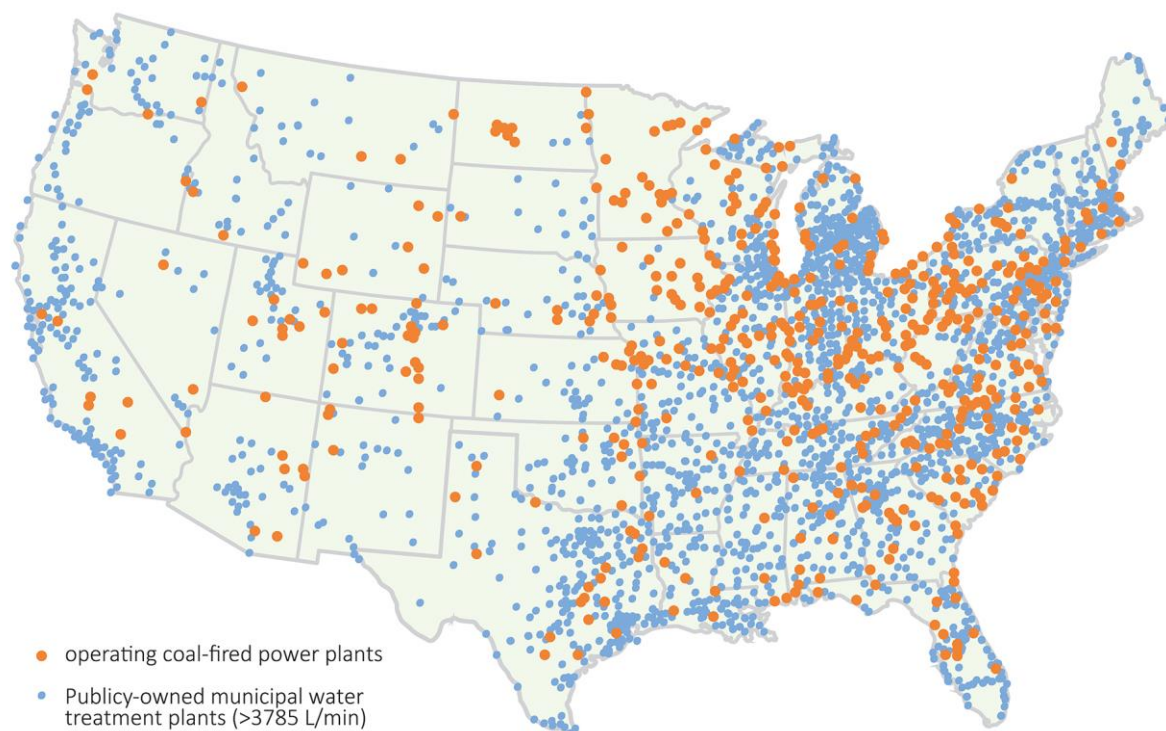 operating coal-fired power plants
Publicy-owned municipal water
treatment plants (>3785 L/min)